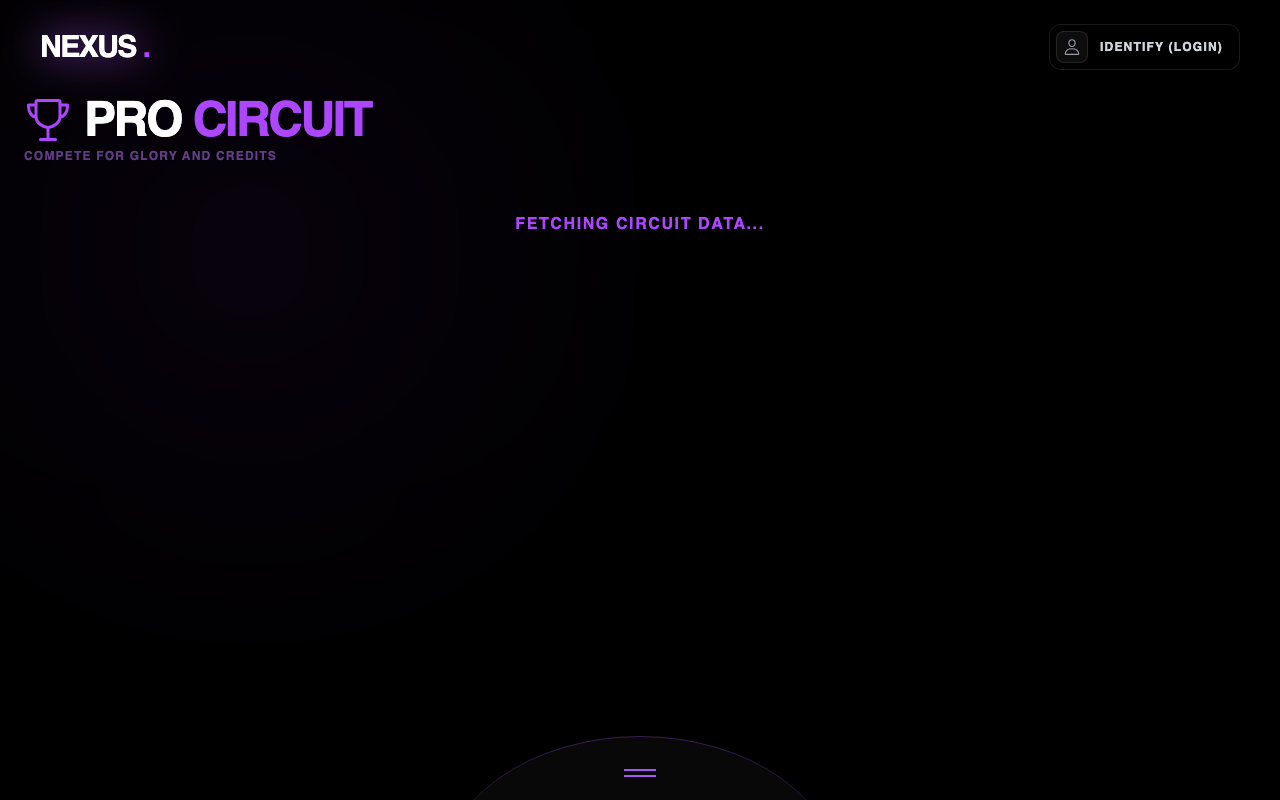 NEXUS .
IDENTIFY (LOGIN)
PRO CIRCUIT
COMPETE FOR GLORY AND CREDITS
FETCHING CIRCUIT DATA...